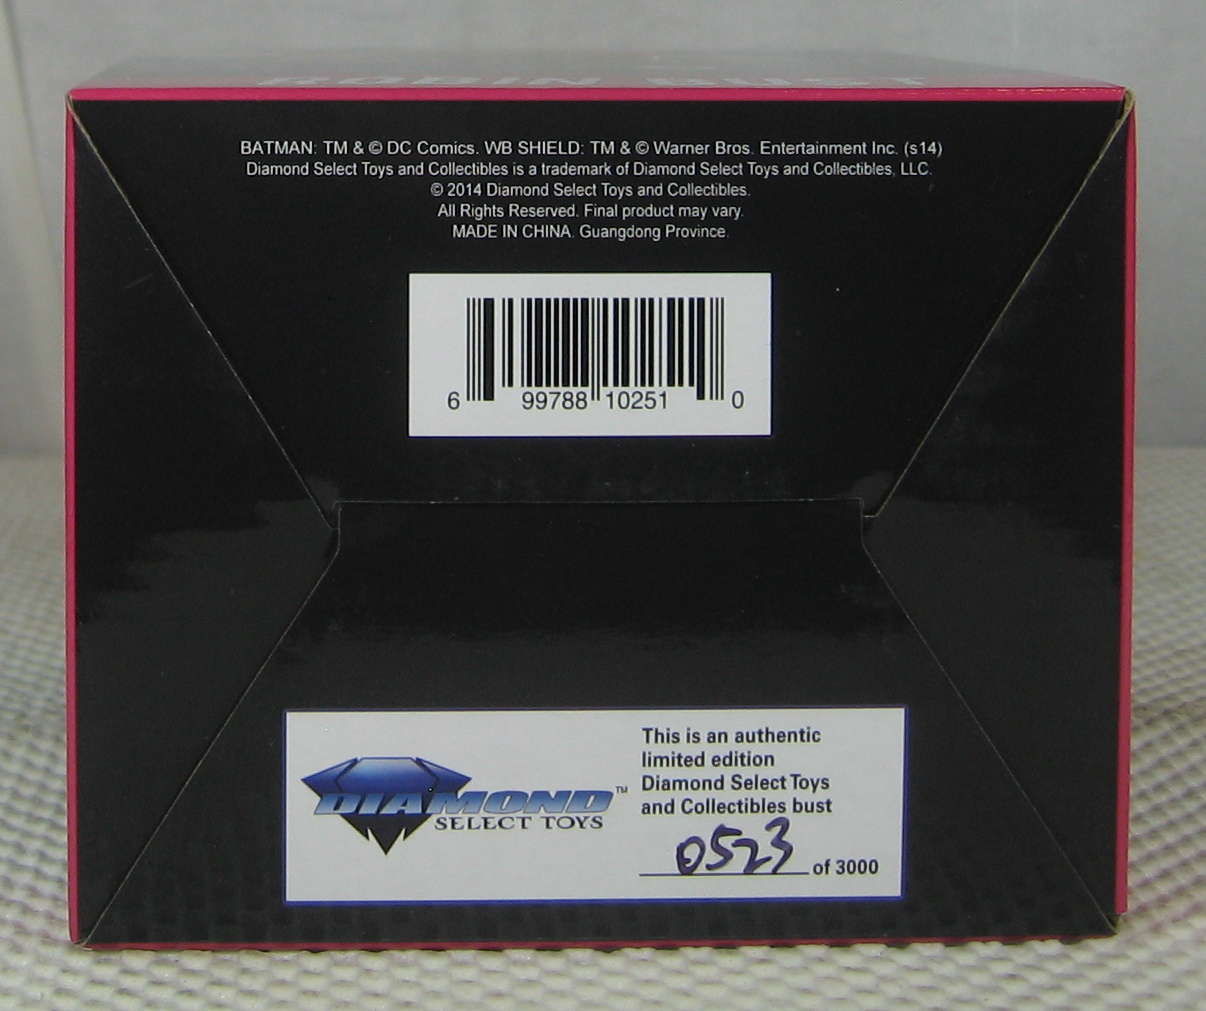 ROBIN BUST
BATMAN: TM & © DC Comics. WB SHIELD: TM & © Warner Bros. Entertainment Inc. (s14)
Diamond Select Toys and Collectibles is a trademark of Diamond Select Toys and Collectibles, LLC.
© 2014 Diamond Select Toys and Collectibles.
All Rights Reserved. Final product may vary.
MADE IN CHINA. Guangdong Province.
6 99788 10251 0
DIAMOND™
SELECT TOYS
This is an authentic
limited edition
Diamond Select Toys
and Collectibles bust
0523 of 3000